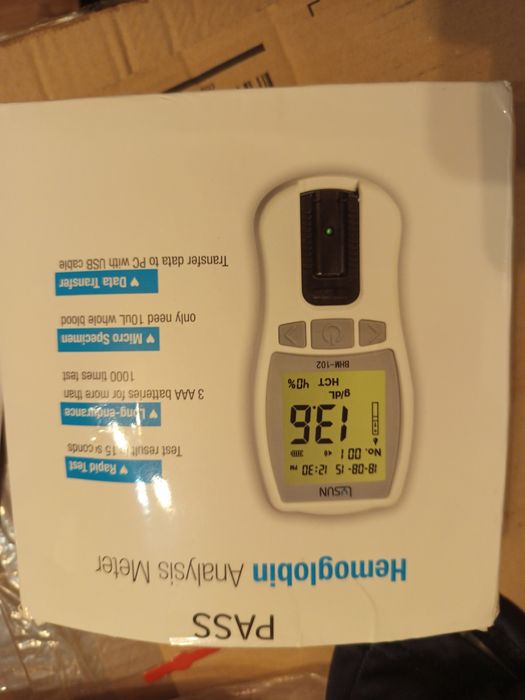 PASS
Hemoglobin Analysis Meter
Rapid Test
Test result in 15 seconds
Long-endurance
3 AAA batteries for more than
1000 times test
Micro Specimen
only need 10uL whole blood
Data Transfer
Transfer data to PC with USB cable
LYSUN
18-08-15 12:30 PM
No. 001
136
g/dL
HCT 40%
BHM-102